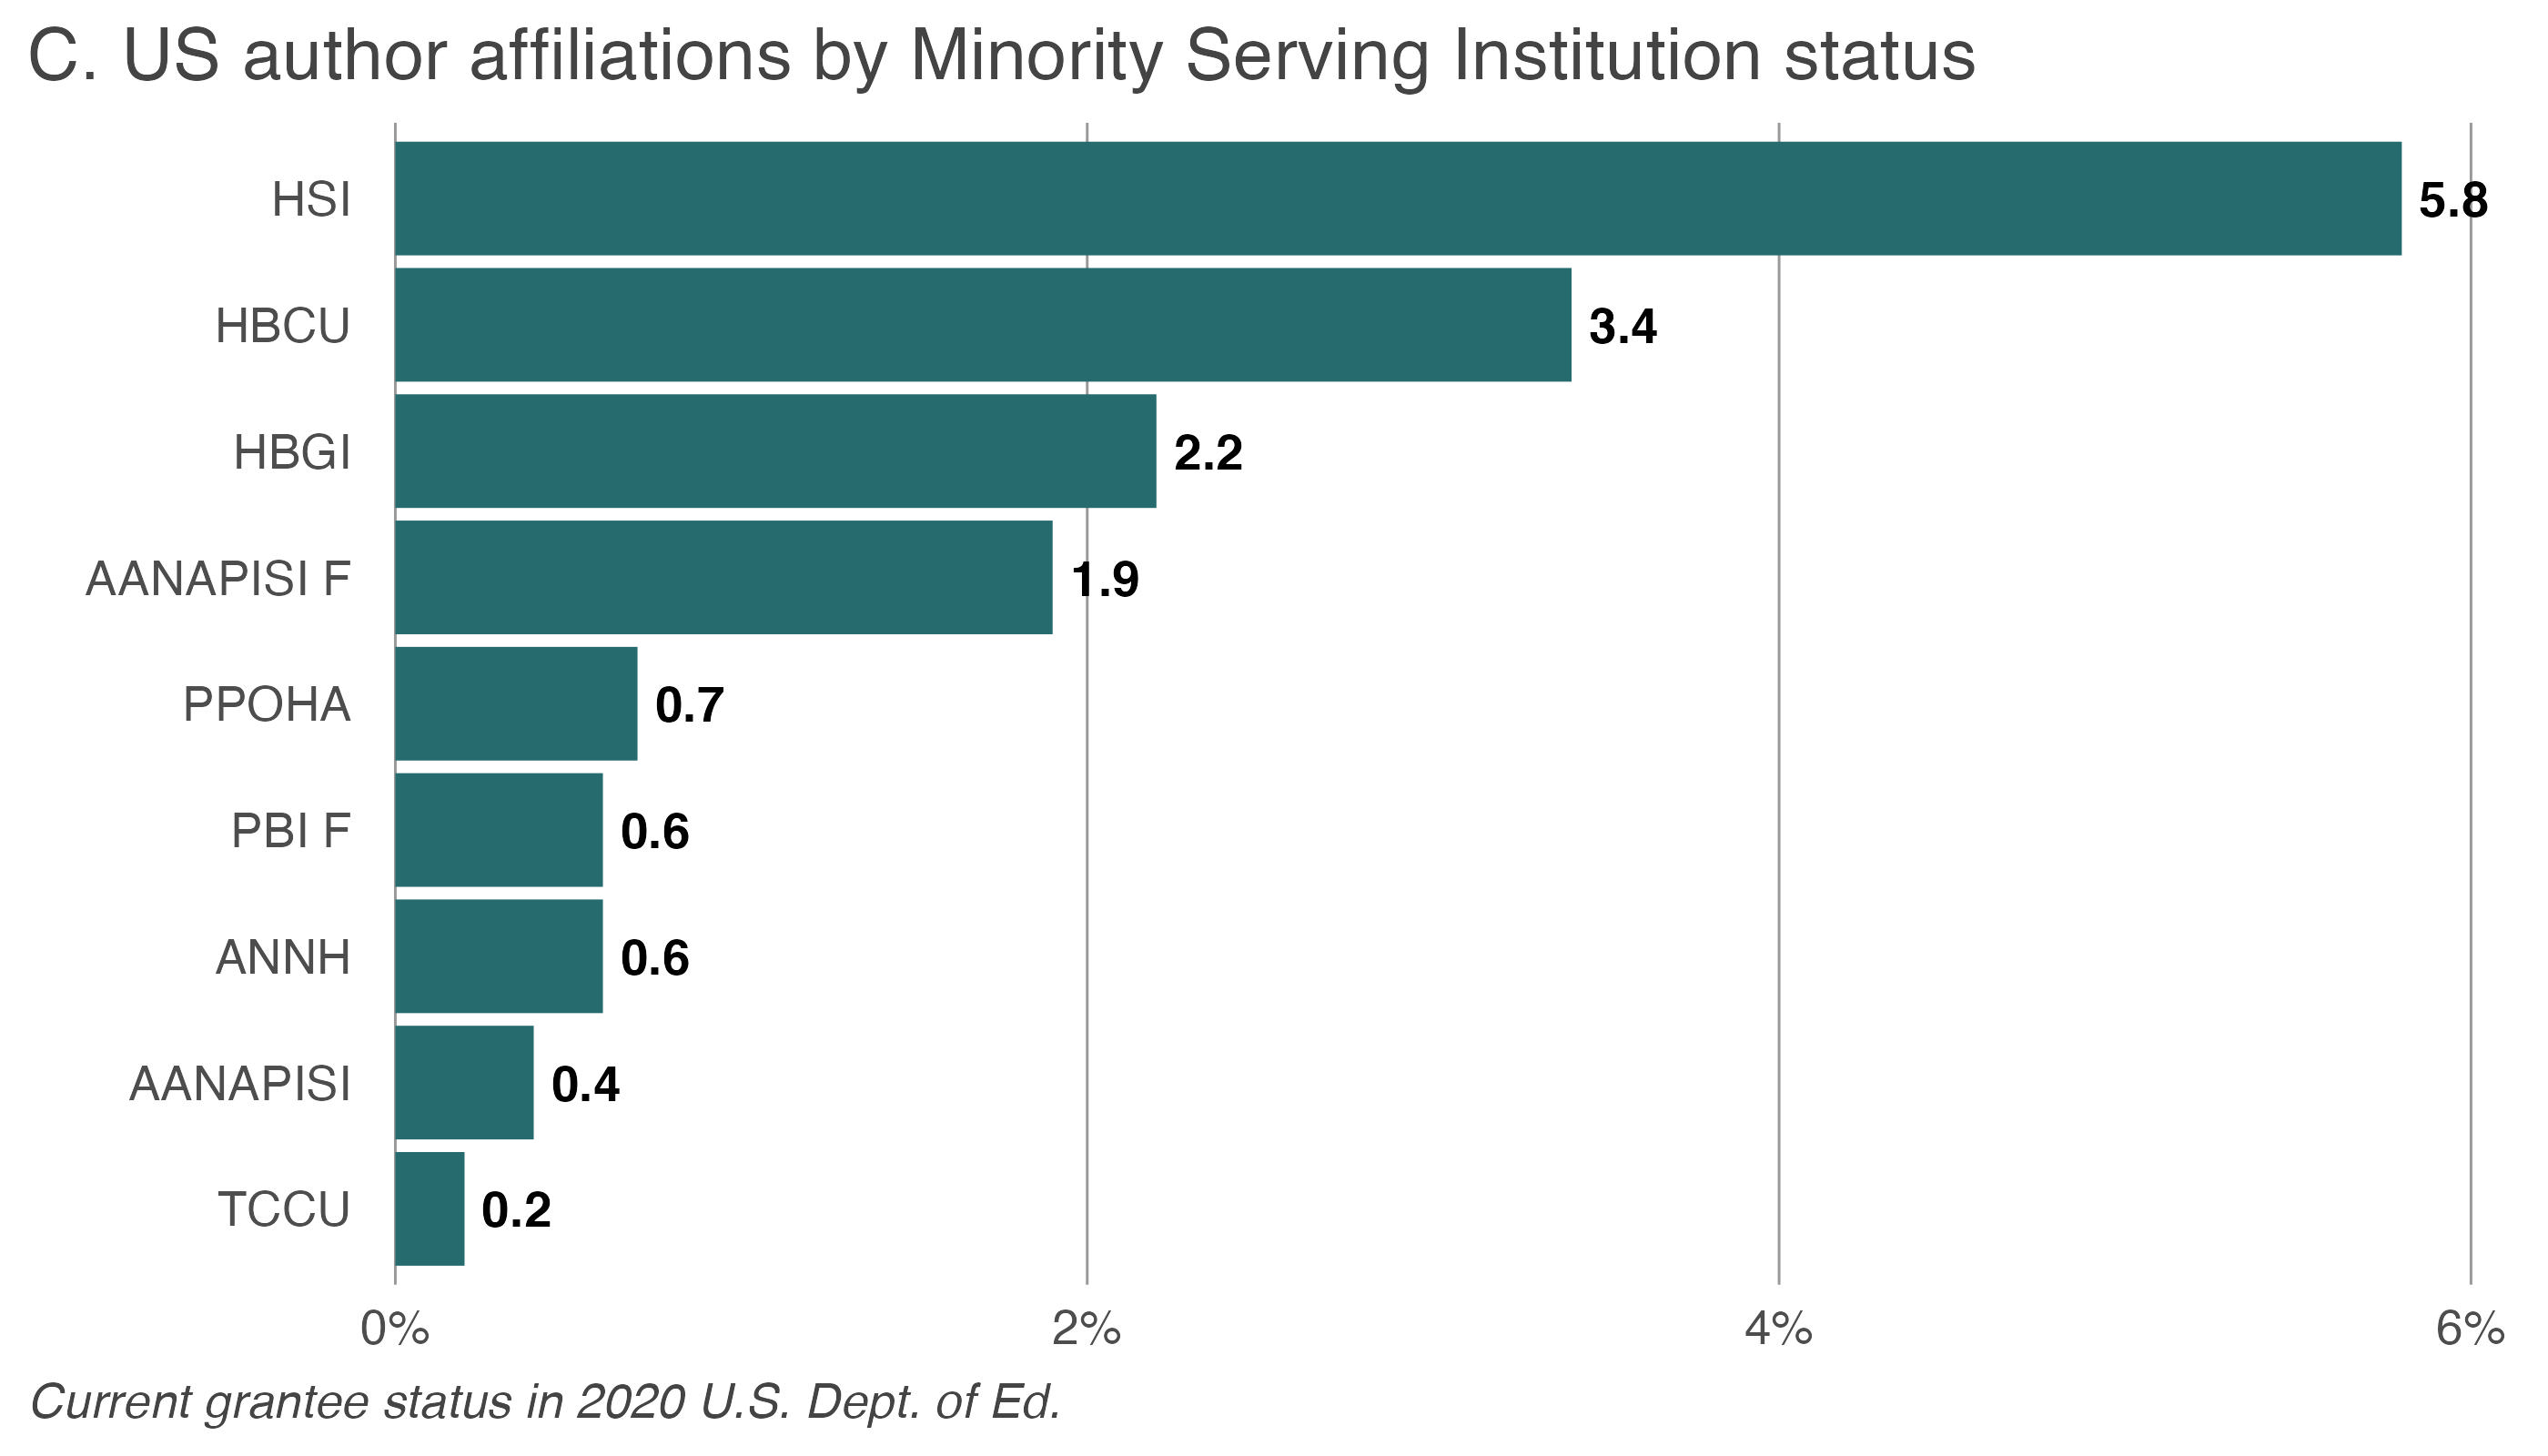 C. US author affiliations by Minority Serving Institution status
HSI 5.8
HBCU 3.4
HBGI 2.2
AANAPISI F 1.9
PPOHA 0.7
PBI F 0.6
ANNH 0.6
AANAPISI 0.4
TCCU 0.2
0% 2% 4% 6%
Current grantee status in 2020 U.S. Dept. of Ed.